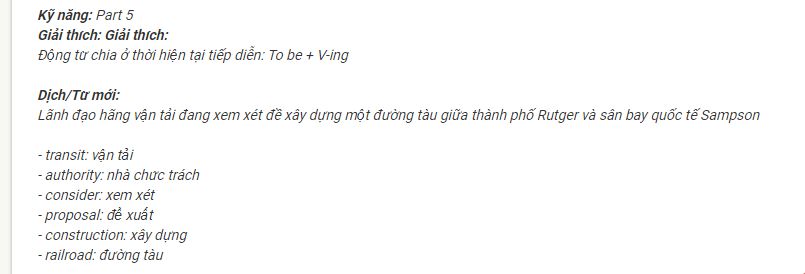 Kỹ năng: Part 5
Giải thích: Giải thích:
Động từ chia ở thời hiện tại tiếp diễn: To be + V-ing
Dịch/Từ mới:
Lãnh đạo hãng vận tải đang xem xét đề xây dựng một đường tàu giữa thành phố Rutger và sân bay quốc tế Sampson
- transit: vận tải
- authority: nhà chức trách
- consider: xem xét
- proposal: đề xuất
- construction: xây dựng
- railroad: đường tàu